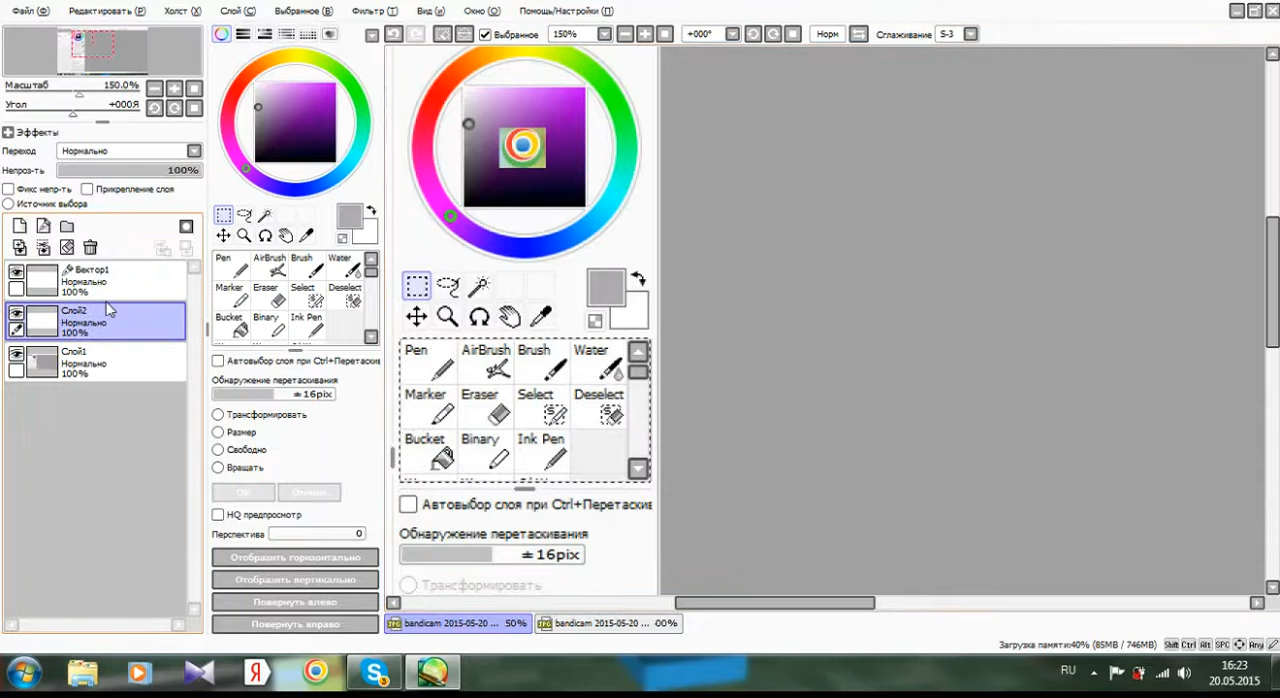 Файл (Ф) Редактировать (Р) Холст (Х) Слой (С) Выбранное (В) Фильтр (Т) Вид (И) Окно (О) Помощь/Настройки (П)
Выбранное 150% +000° Норм Сглаживание S-3
Масштаб 150.0%
Угол +000Я
Эффекты
Переход Нормально
Непроз-ть 100%
Фикс непр-ть Прикрепление слоя
Источник выбора
Вектор1
Нормально
100%
Слой2
Нормально
100%
Слой1
Нормально
100%
Pen AirBrush Brush Water
Marker Eraser Select Deselect
Bucket Binary Ink Pen
Автовыбор слоя при Ctrl+Перетаскив
Обнаружение перетаскивания
±16pix
Трансформировать
Размер
Свободно
Вращать
OK
HQ предпросмотр
Перспектива 0
Отобразить горизонтально
Отобразить вертикально
Повернуть влево
Повернуть вправо
Pen AirBrush Brush Water
Marker Eraser Select Deselect
Bucket Binary Ink Pen
Автовыбор слоя при Ctrl+Перетаскив
Обнаружение перетаскивания
±16pix
Трансформировать
bandicam 2015-05-20 ... 50%
bandicam 2015-05-20 ... 00%
Загрузка памяти:40% (85MB / 746MB) Shift Ctrl Alt SPC Any
RU
16:23
20.05.2015